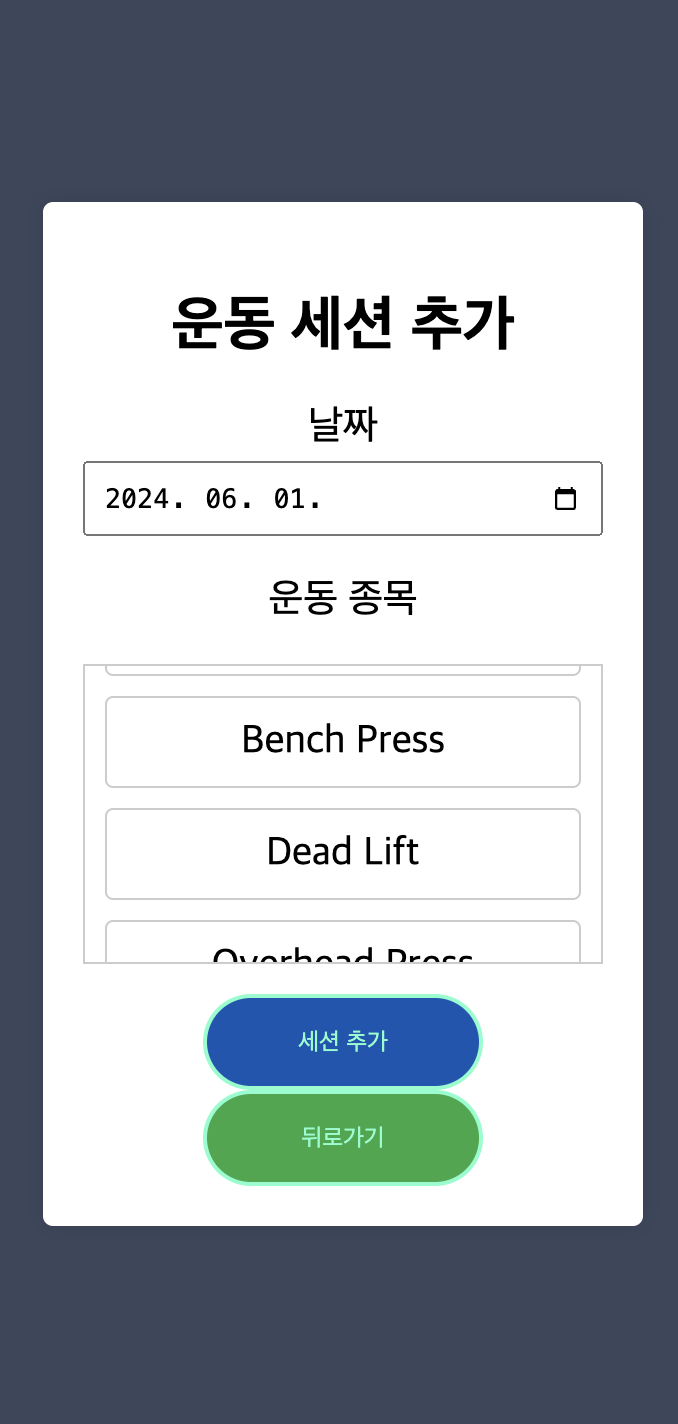 운동 세션 추가
날짜
2024. 06. 01.
운동 종목
Bench Press
Dead Lift
Overhead Press
세션 추가
뒤로가기